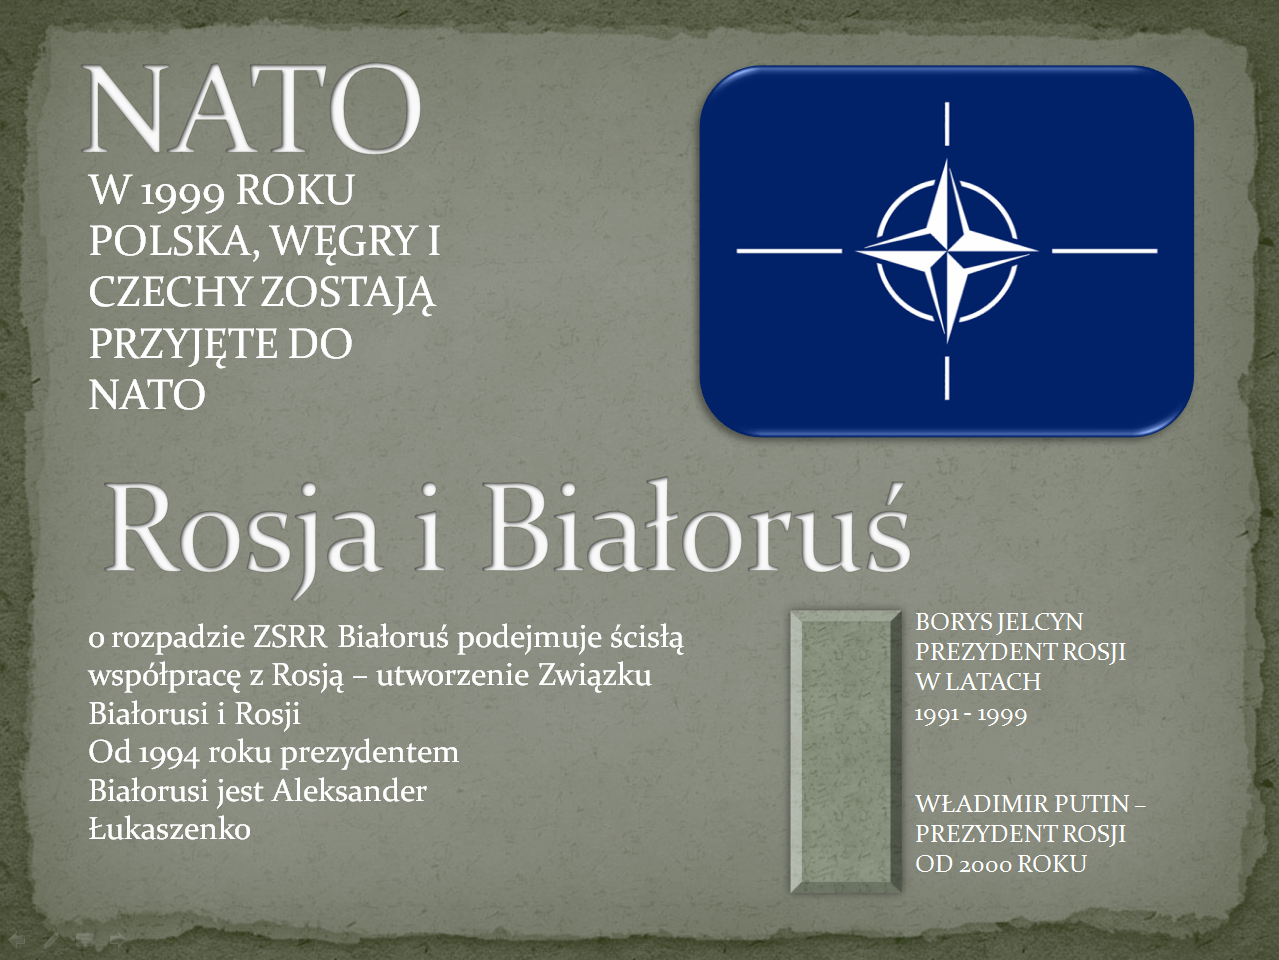 NATO
W 1999 ROKU
POLSKA, WĘGRY I
CZECHY ZOSTAJĄ
PRZYJĘTE DO
NATO
Rosja i Białoruś
o rozpadzie ZSRR Białoruś podejmuje ścisłą
współpracę z Rosją – utworzenie Związku
Białorusi i Rosji
Od 1994 roku prezydentem
Białorusi jest Aleksander
Łukaszenko
BORYS JELCYN
PREZYDENT ROSJI
W LATACH
1991 - 1999
WŁADIMIR PUTIN –
PREZYDENT ROSJI
OD 2000 ROKU